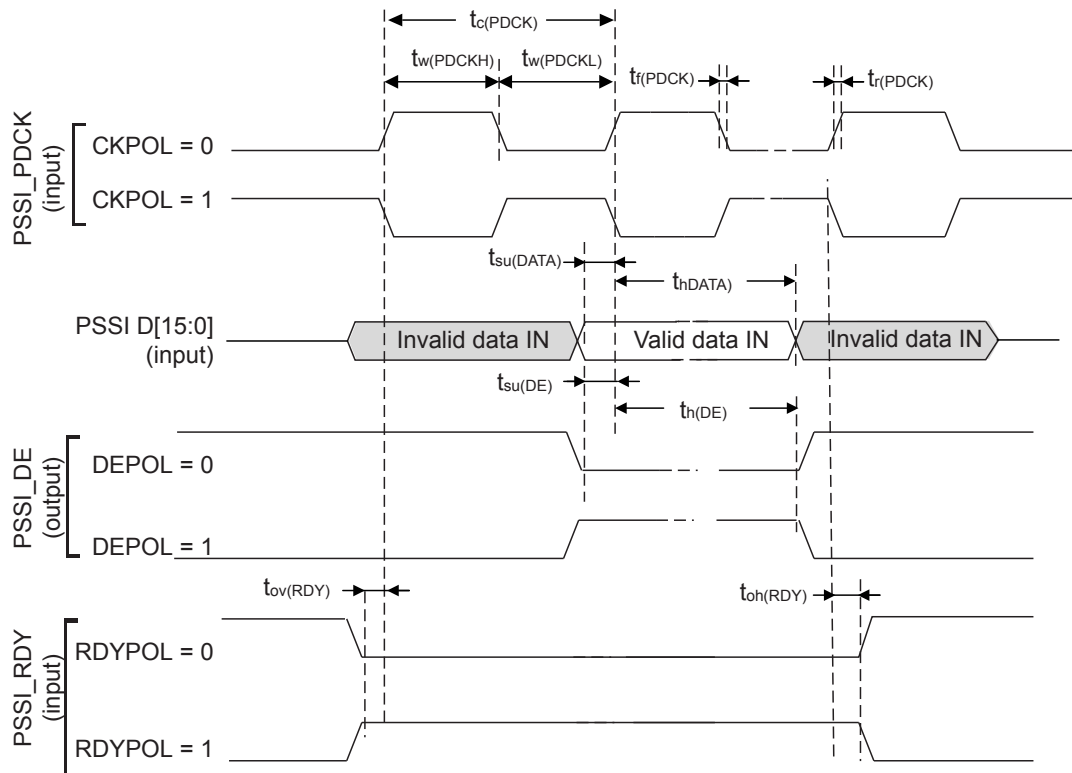 tc(PDCK)
tw(PDCKH)
tw(PDCKL)
tf(PDCK)
tr(PDCK)
PSSI_PDCK
(input)
CKPOL = 0
CKPOL = 1
tsu(DATA)
thDATA)
PSSI D[15:0]
(input)
Invalid data IN
Valid data IN
Invalid data IN
tsu(DE)
th(DE)
PSSI_DE
(output)
DEPOL = 0
DEPOL = 1
tov(RDY)
toh(RDY)
PSSI_RDY
(input)
RDYPOL = 0
RDYPOL = 1